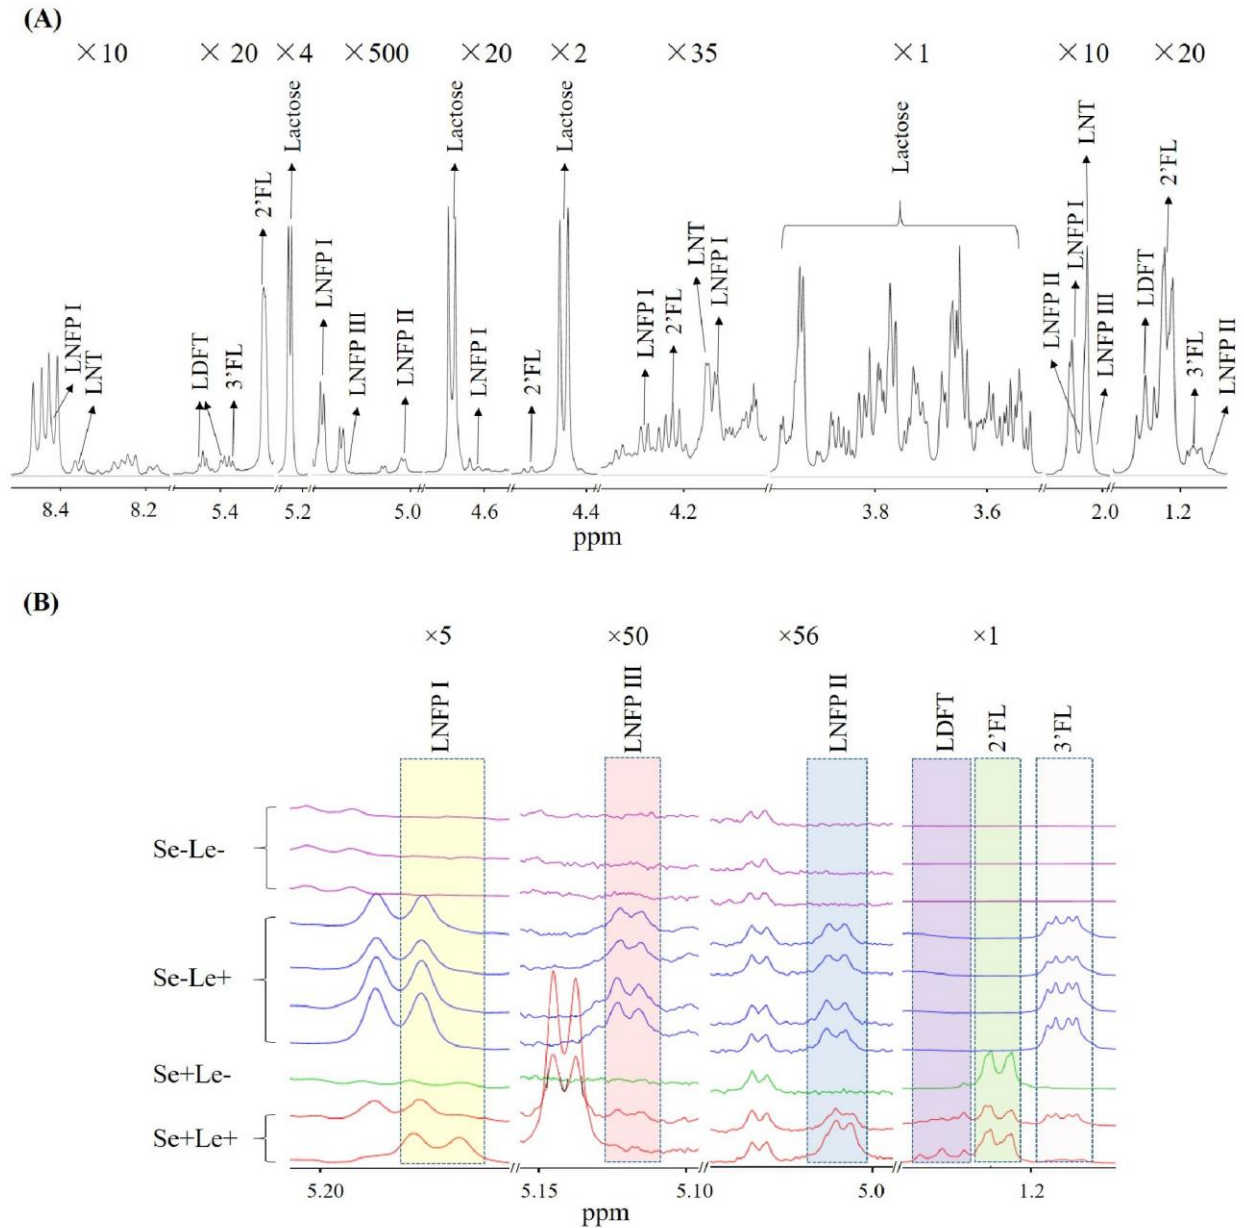 (A)
×10 ×20 ×4 ×500 ×20 ×2 ×35 ×1 ×10 ×20
LNFP I
LNT
LDFT
3'FL
2'FL
Lactose
LNFP I
LNFP III
LNFP II
Lactose
LNFP I
2'FL
Lactose
LNFP I
2'FL
LNT
LNFP I
Lactose
LNFP II
LNFP I
LNT
LNFP III
LDFT
2'FL
3'FL
LNFP II
8.4 8.2 5.4 5.2 5.0 4.6 4.4 4.2 3.8 3.6 2.0 1.2
ppm
(B)
×5 ×50 ×56 ×1
LNFP I
LNFP III
LNFP II
LDFT
2'FL
3'FL
Se-Le-
Se-Le+
Se+Le-
Se+Le+
5.20 5.15 5.10 5.0 1.2
ppm